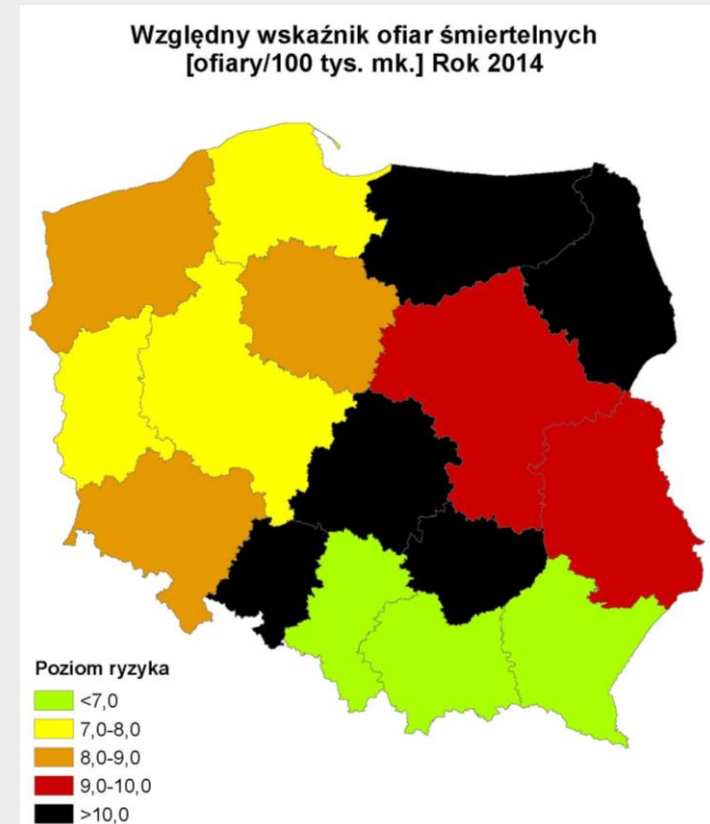 Względny wskaźnik ofiar śmiertelnych
[ofiary/100 tys. mk.] Rok 2014
Poziom ryzyka
<7,0
7,0-8,0
8,0-9,0
9,0-10,0
>10,0